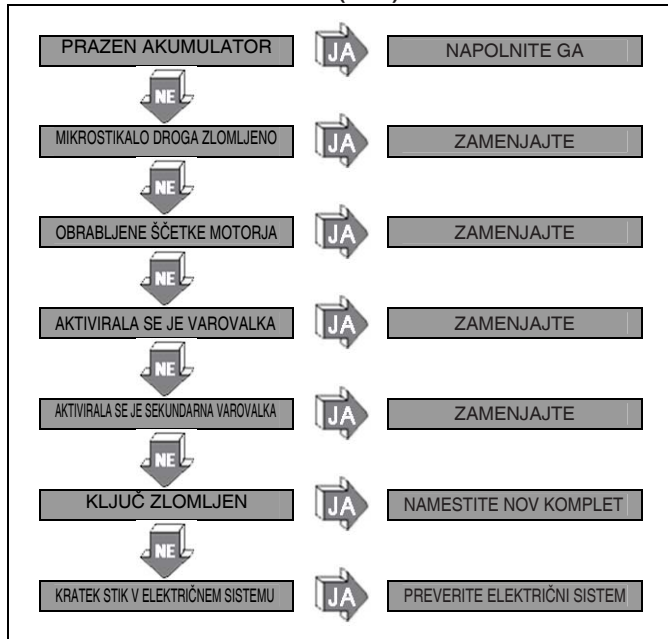 PRAZEN AKUMULATOR JA NAPOLNITE GA
NE
MIKROSTIKALO DROGA ZLOMLJENO JA ZAMENJAJTE
NE
OBRABLJENE ŠČETKE MOTORJA JA ZAMENJAJTE
NE
AKTIVIRALA SE JE VAROVALKA JA ZAMENJAJTE
NE
AKTIVIRALA SE JE SEKUNDARNA VAROVALKA JA ZAMENJAJTE
NE
KLJUČ ZLOMLJEN JA NAMESTITE NOV KOMPLET
NE
KRATEK STIK V ELEKTRIČNEM SISTEMU JA PREVERITE ELEKTRIČNI SISTEM